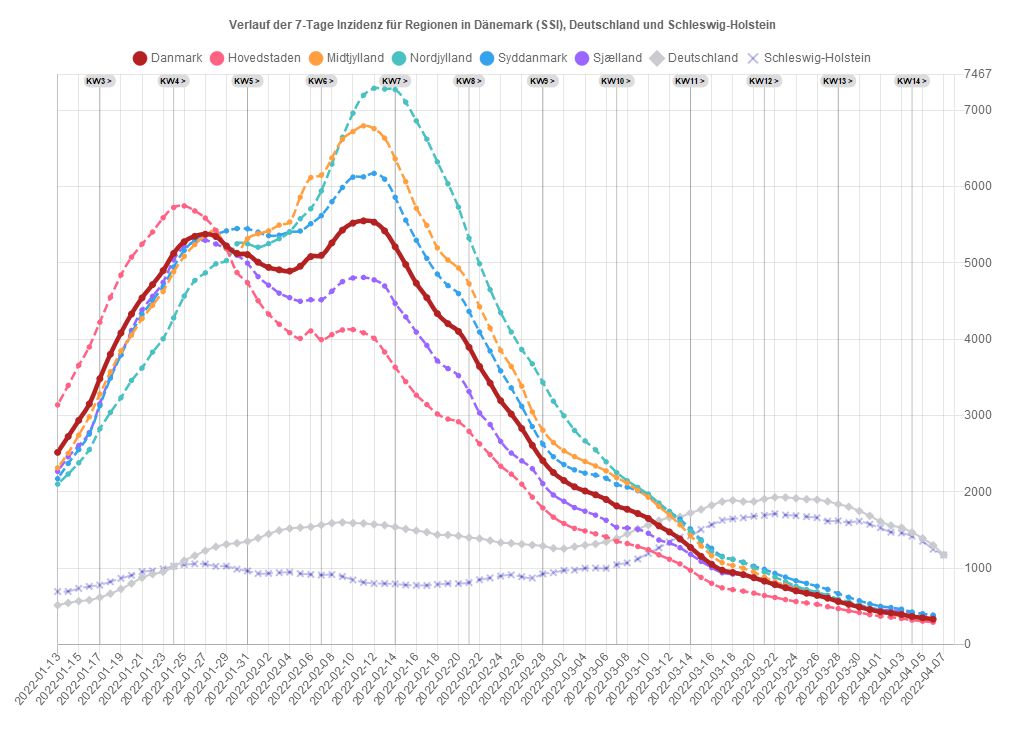 Verlauf der 7-Tage Inzidenz für Regionen in Dänemark (SSI), Deutschland und Schleswig-Holstein
Danmark Hovedstaden Midtjylland Nordjylland Syddanmark Sjælland Deutschland Schleswig-Holstein
KW3 > KW4 > KW5 > KW6 > KW7 > KW8 > KW9 > KW10 > KW11 > KW12 > KW13 > KW14 >
7467
7000
6000
5000
4000
3000
2000
1000
0
2022-01-13 2022-01-15 2022-01-17 2022-01-19 2022-01-21 2022-01-23 2022-01-25 2022-01-27 2022-01-29 2022-01-31 2022-02-02 2022-02-04 2022-02-06 2022-02-08 2022-02-10 2022-02-12 2022-02-14 2022-02-16 2022-02-18 2022-02-20 2022-02-22 2022-02-24 2022-02-26 2022-02-28 2022-03-02 2022-03-04 2022-03-06 2022-03-08 2022-03-10 2022-03-12 2022-03-14 2022-03-16 2022-03-18 2022-03-20 2022-03-22 2022-03-24 2022-03-26 2022-03-28 2022-03-30 2022-04-01 2022-04-03 2022-04-05 2022-04-07